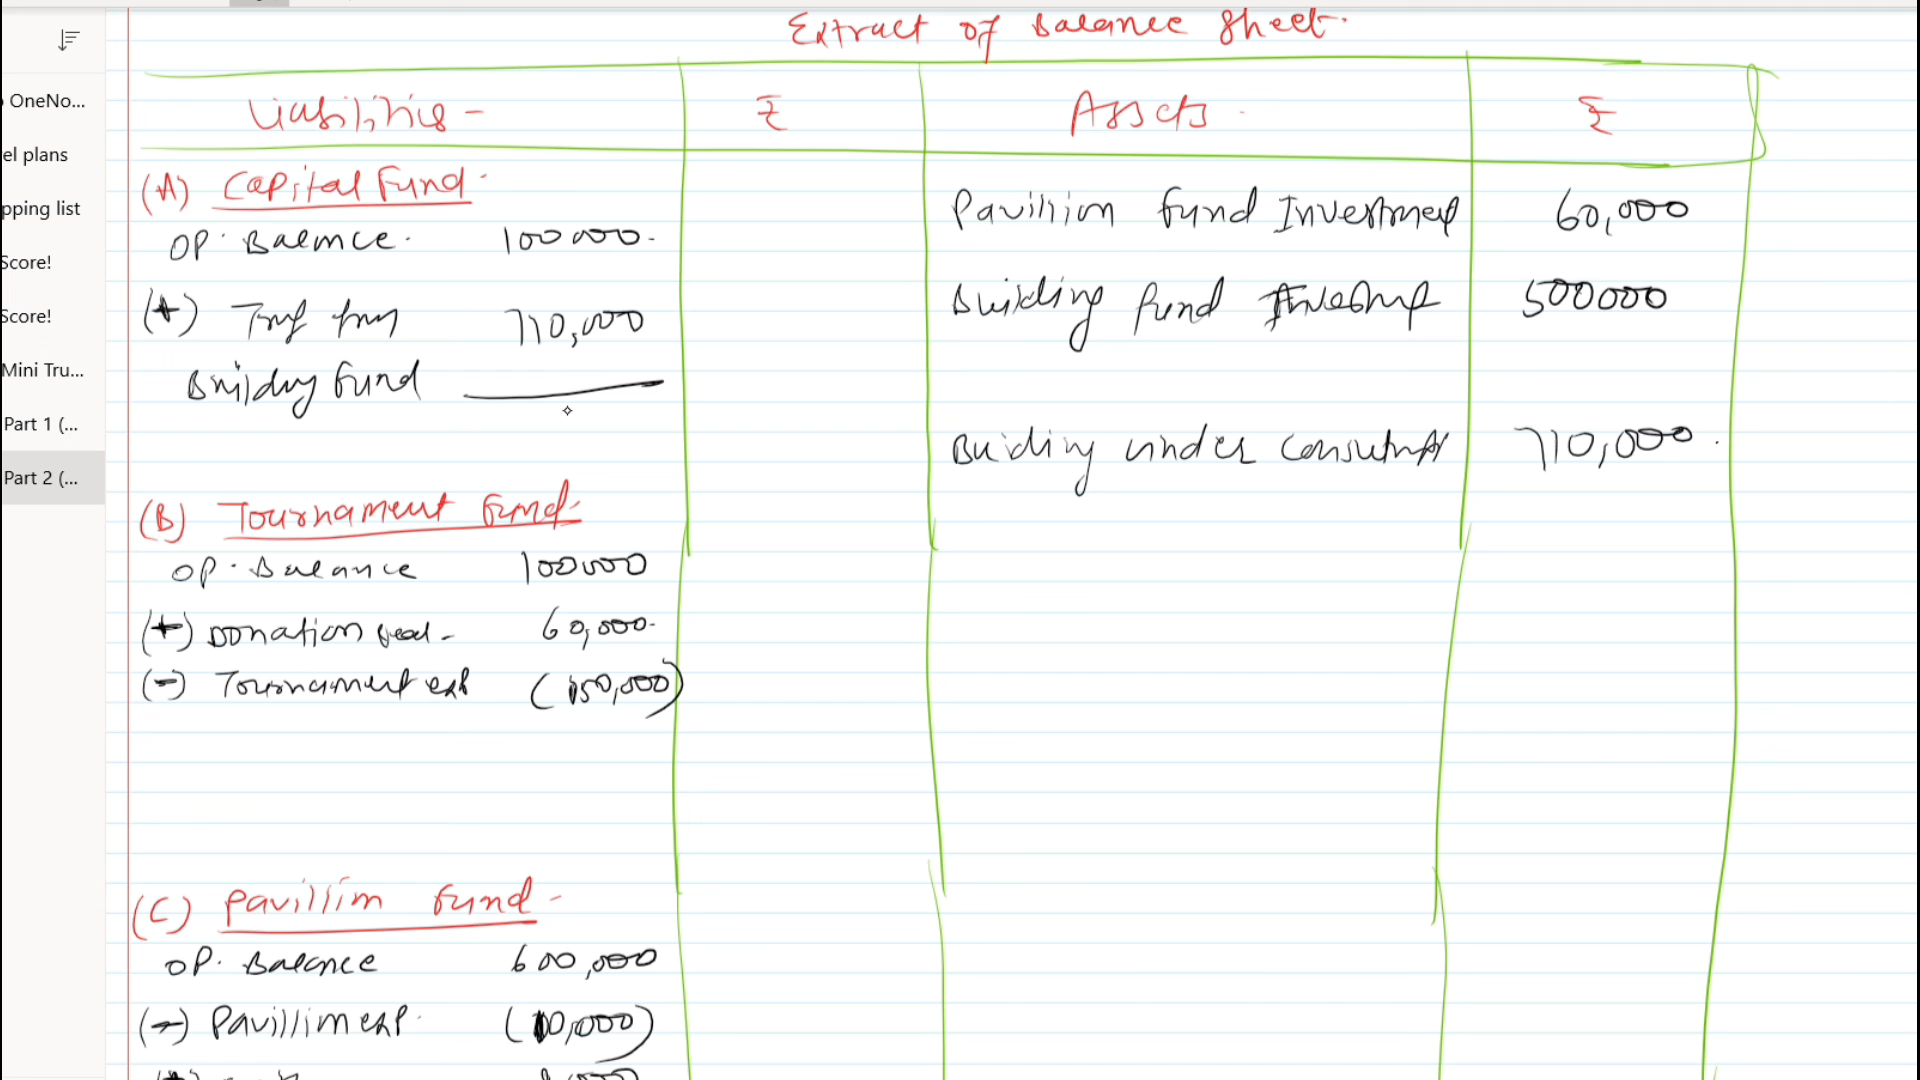 Extract of Balance Sheet.
OneNo...
el plans
pping list
Score!
Score!
Mini Tru...
Part 1 (...
Part 2 (...
Liabilities - ₹ Assets. ₹
(A) Capital Fund.
OP. Balance. 100000.
(+) Trnf from 710,000
Building Fund
Pavilion Fund Investment 60,000
Building Fund Investment 500000
Building under Construction 710,000.
(B) Tournament Fund-
OP. Balance 100000
(+) Donation Recd - 60,000.
(-) Tournament exp (150,000)
(C) Pavillion Fund -
OP. Balance 600,000
(-) Pavillion exp. (10,000)